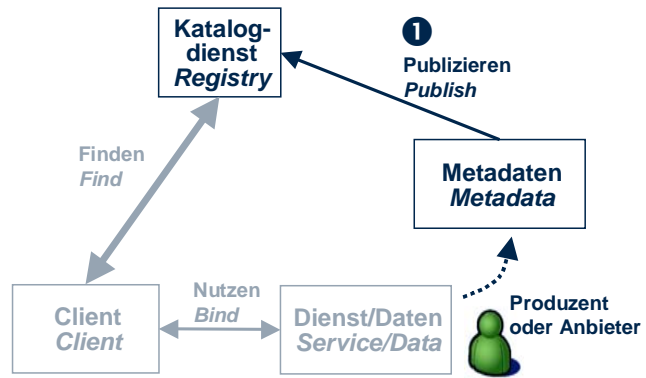 Katalog-
dienst
Registry
❶
Publizieren
Publish
Finden
Find
Metadaten
Metadata
Nutzen
Bind
Client
Client
Dienst/Daten
Service/Data
Produzent
oder Anbieter